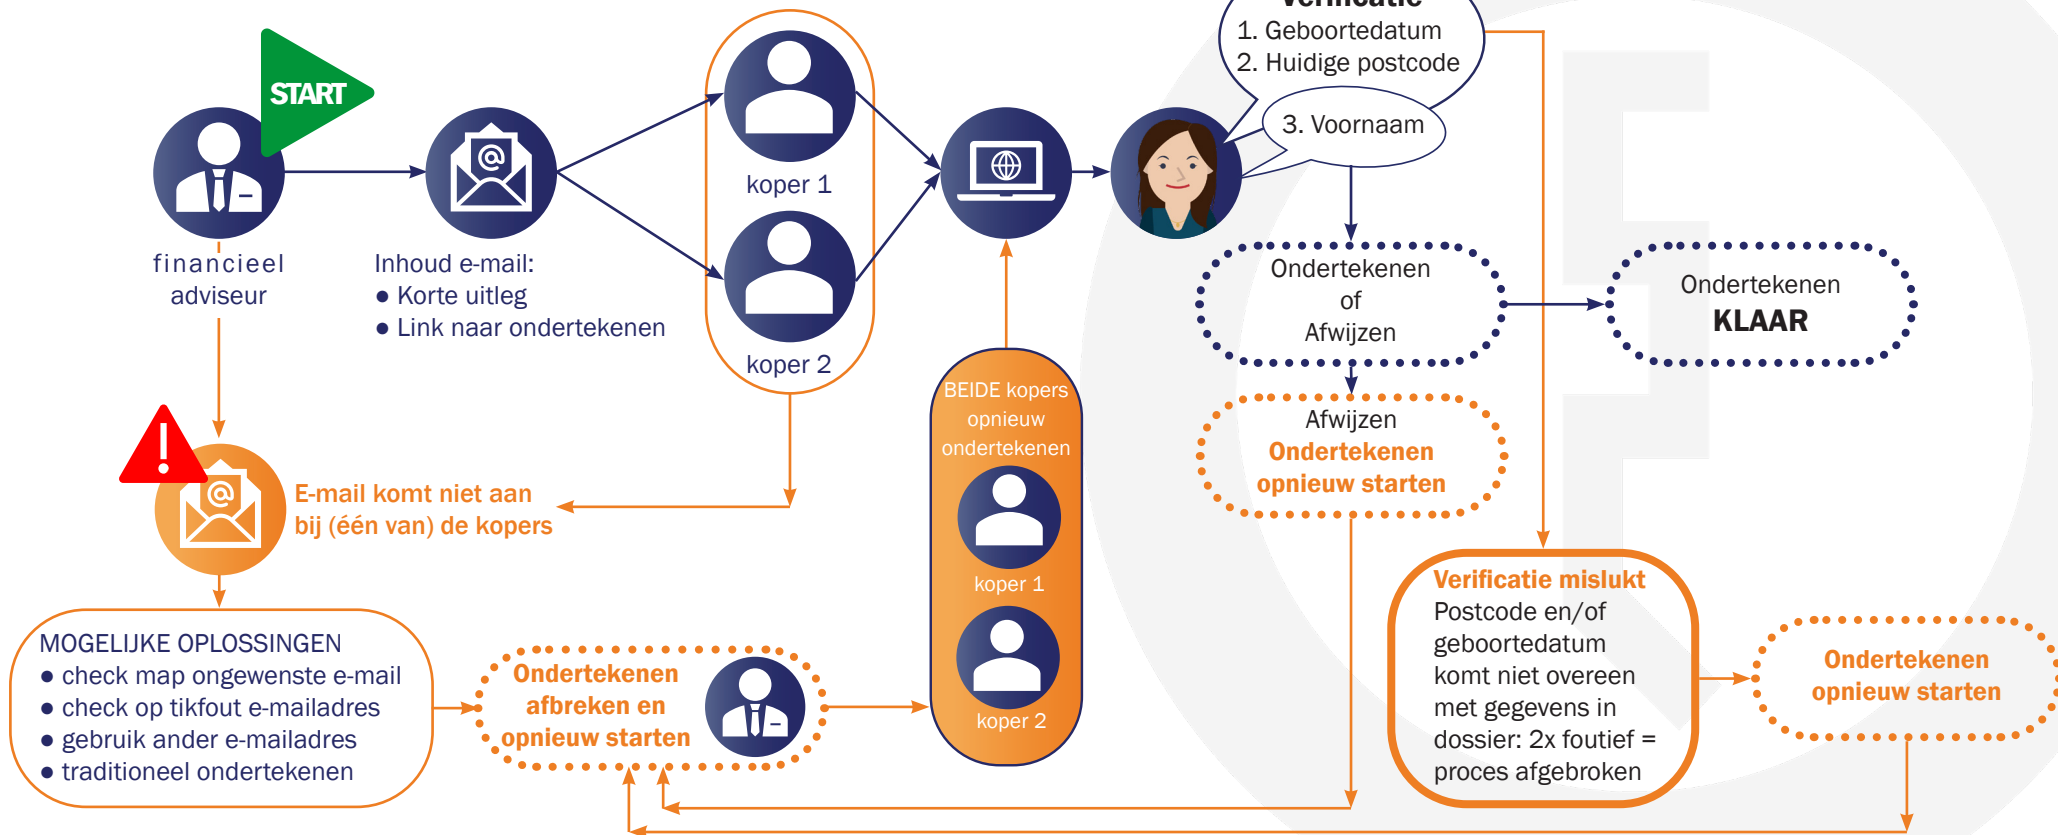 Verificatie
1. Geboortedatum
2. Huidige postcode
3. Voornaam
START
financieel
adviseur
Inhoud e-mail:
● Korte uitleg
● Link naar ondertekenen
koper 1
koper 2
Ondertekenen
of
Afwijzen
Ondertekenen
KLAAR
Afwijzen
Ondertekenen
opnieuw starten
BEIDE kopers
opnieuw
ondertekenen
koper 1
koper 2
E-mail komt niet aan
bij (één van) de kopers
MOGELIJKE OPLOSSINGEN
● check map ongewenste e-mail
● check op tikfout e-mailadres
● gebruik ander e-mailadres
● traditioneel ondertekenen
Ondertekenen
afbreken en
opnieuw starten
Verificatie mislukt
Postcode en/of
geboortedatum
komt niet overeen
met gegevens in
dossier: 2x foutief =
proces afgebroken
Ondertekenen
opnieuw starten